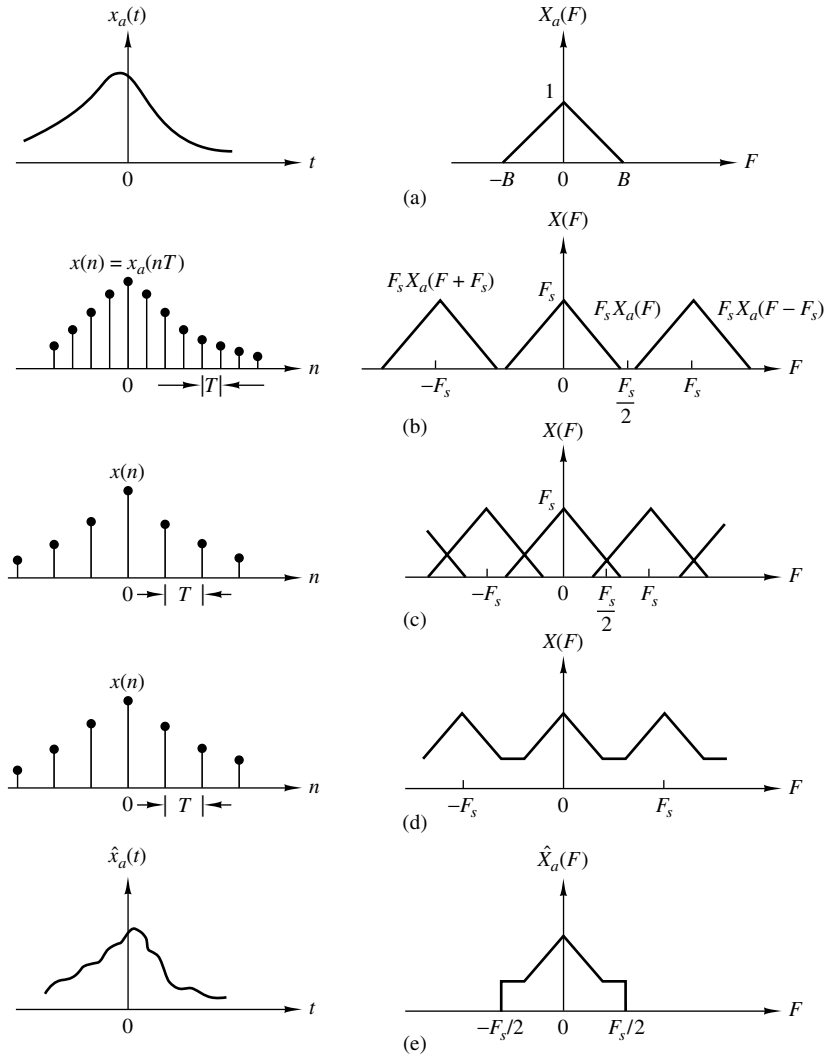 x_a(t)
X_a(F)
1
0
t
−B
0
B
F
(a)
x(n) = x_a(nT)
X(F)
F_s X_a(F + F_s)
F_s
F_s X_a(F)
F_s X_a(F − F_s)
0
T
n
−F_s
0
F_s/2
F_s
F
(b)
x(n)
X(F)
F_s
0
T
n
−F_s
0
F_s/2
F_s
F
(c)
x(n)
X(F)
0
T
n
−F_s
0
F_s
F
(d)
x̂_a(t)
X̂_a(F)
0
t
−F_s/2
0
F_s/2
F
(e)